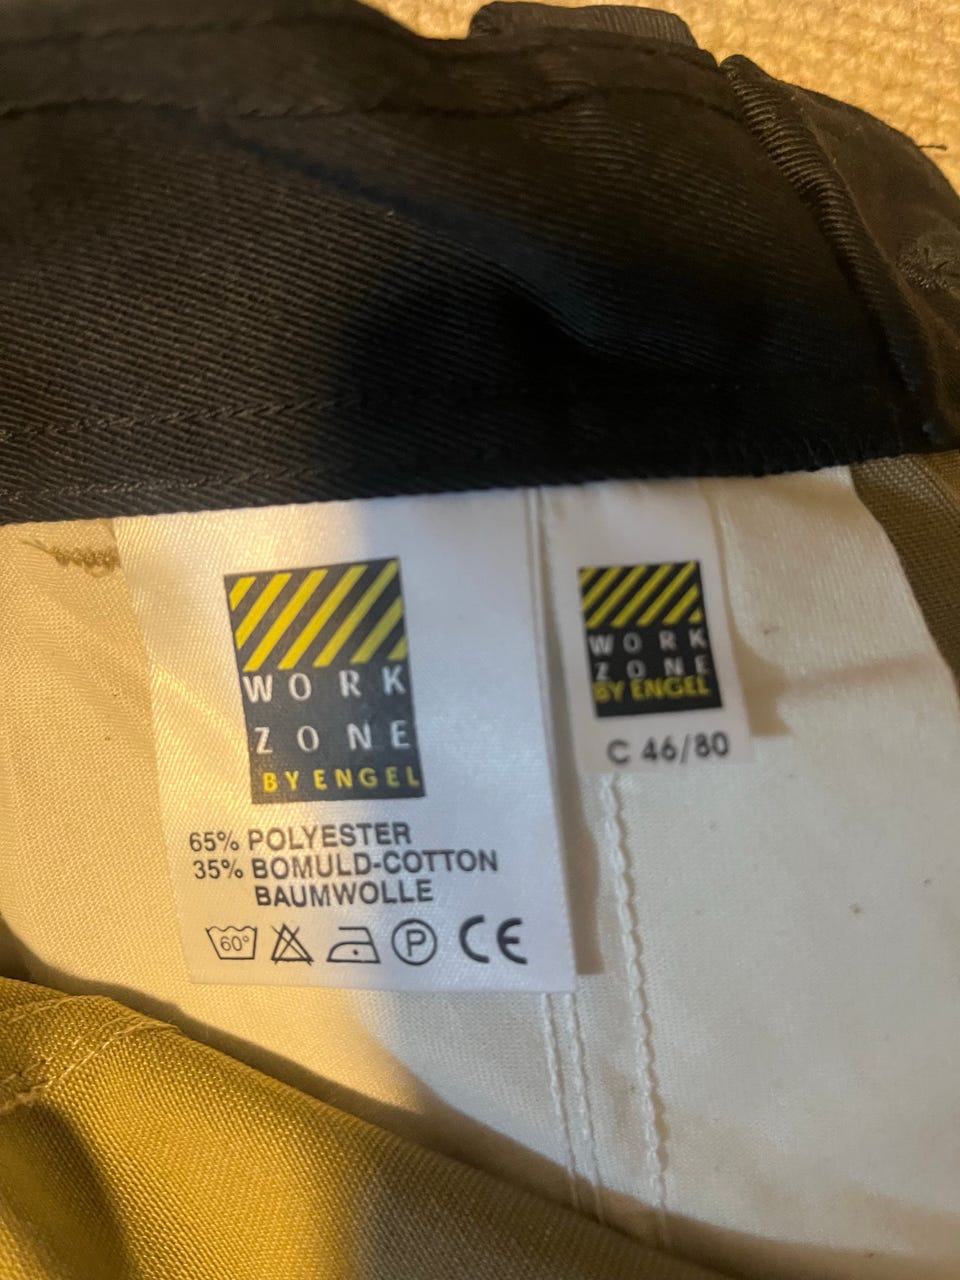 WORK
ZONE
BY ENGEL
65% POLYESTER
35% BOMULD-COTTON
BAUMWOLLE
60° P CE
WORK
ZONE
BY ENGEL
C 46/80